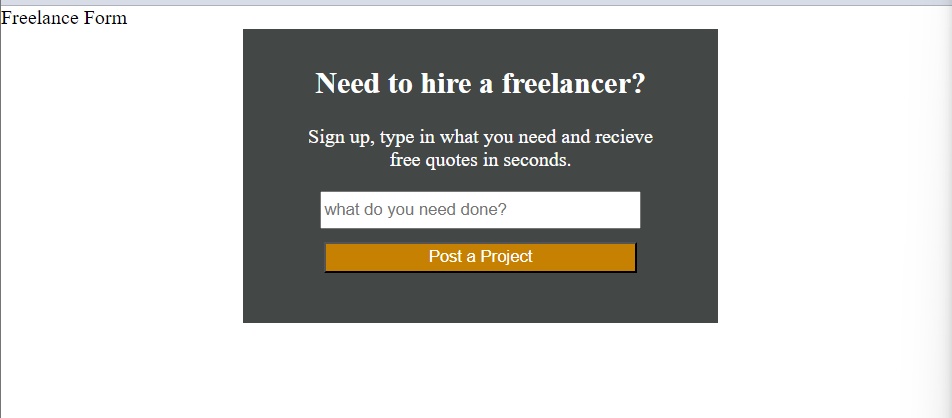 Freelance Form
Need to hire a freelancer?
Sign up, type in what you need and recieve
free quotes in seconds.
what do you need done?
Post a Project